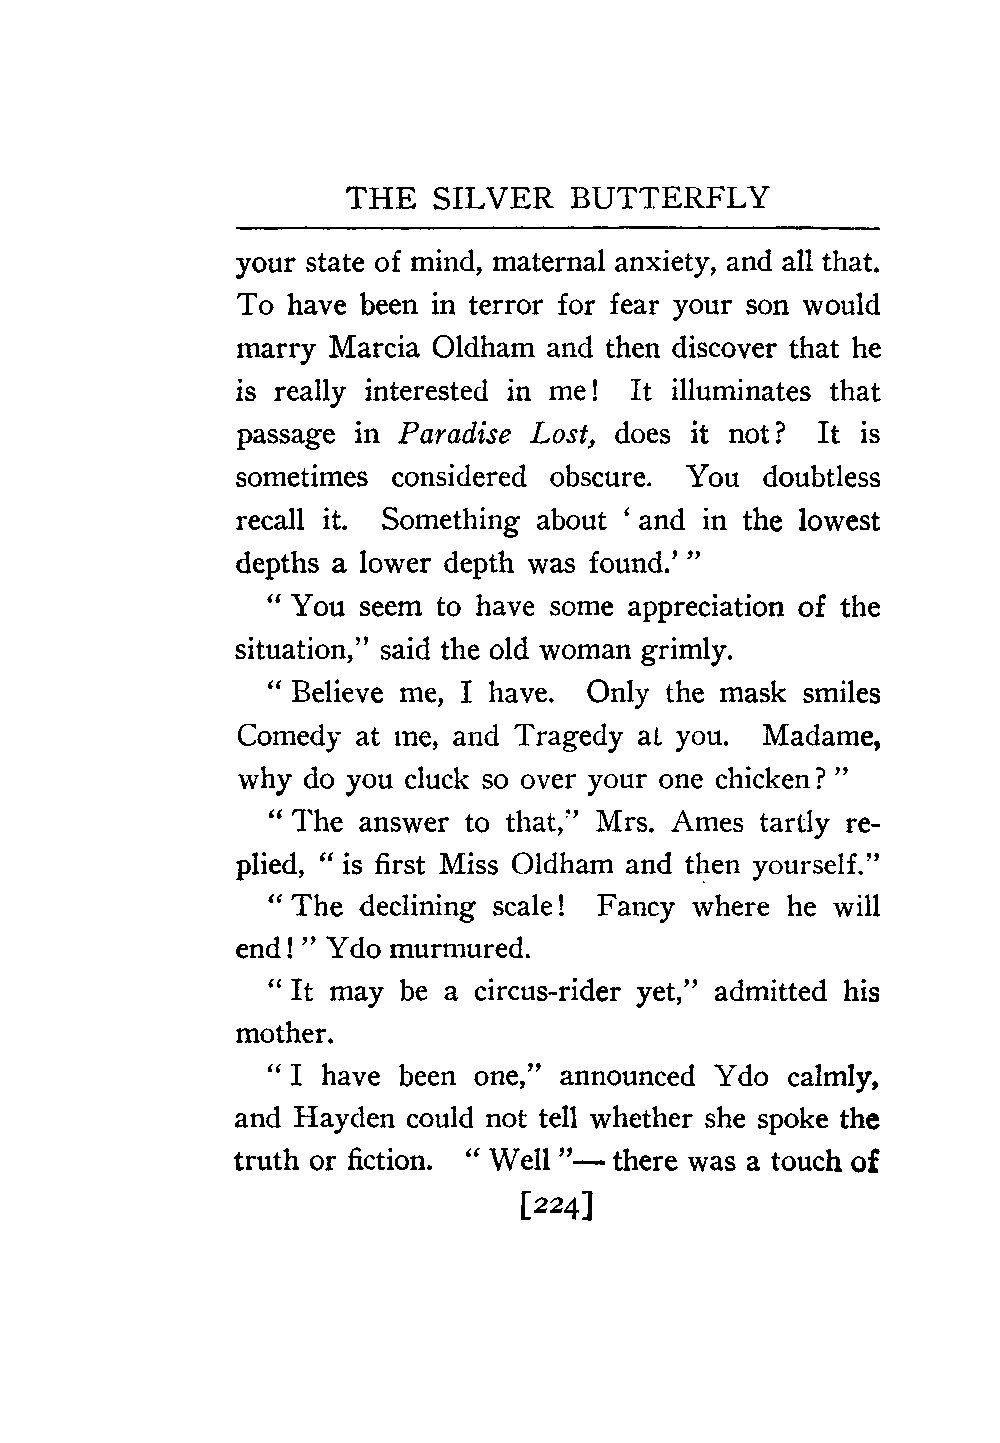 THE SILVER BUTTERFLY
your state of mind, maternal anxiety, and all that.
To have been in terror for fear your son would
marry Marcia Oldham and then discover that he
is really interested in me! It illuminates that
passage in Paradise Lost, does it not? It is
sometimes considered obscure. You doubtless
recall it. Something about ‘ and in the lowest
depths a lower depth was found.’ ”
“ You seem to have some appreciation of the
situation,” said the old woman grimly.
“ Believe me, I have. Only the mask smiles
Comedy at me, and Tragedy at you. Madame,
why do you cluck so over your one chicken? ”
“ The answer to that,” Mrs. Ames tartly re-
plied, “ is first Miss Oldham and then yourself.”
“ The declining scale! Fancy where he will
end! ” Ydo murmured.
“ It may be a circus-rider yet,” admitted his
mother.
“ I have been one,” announced Ydo calmly,
and Hayden could not tell whether she spoke the
truth or fiction. “ Well ”— there was a touch of
[224]